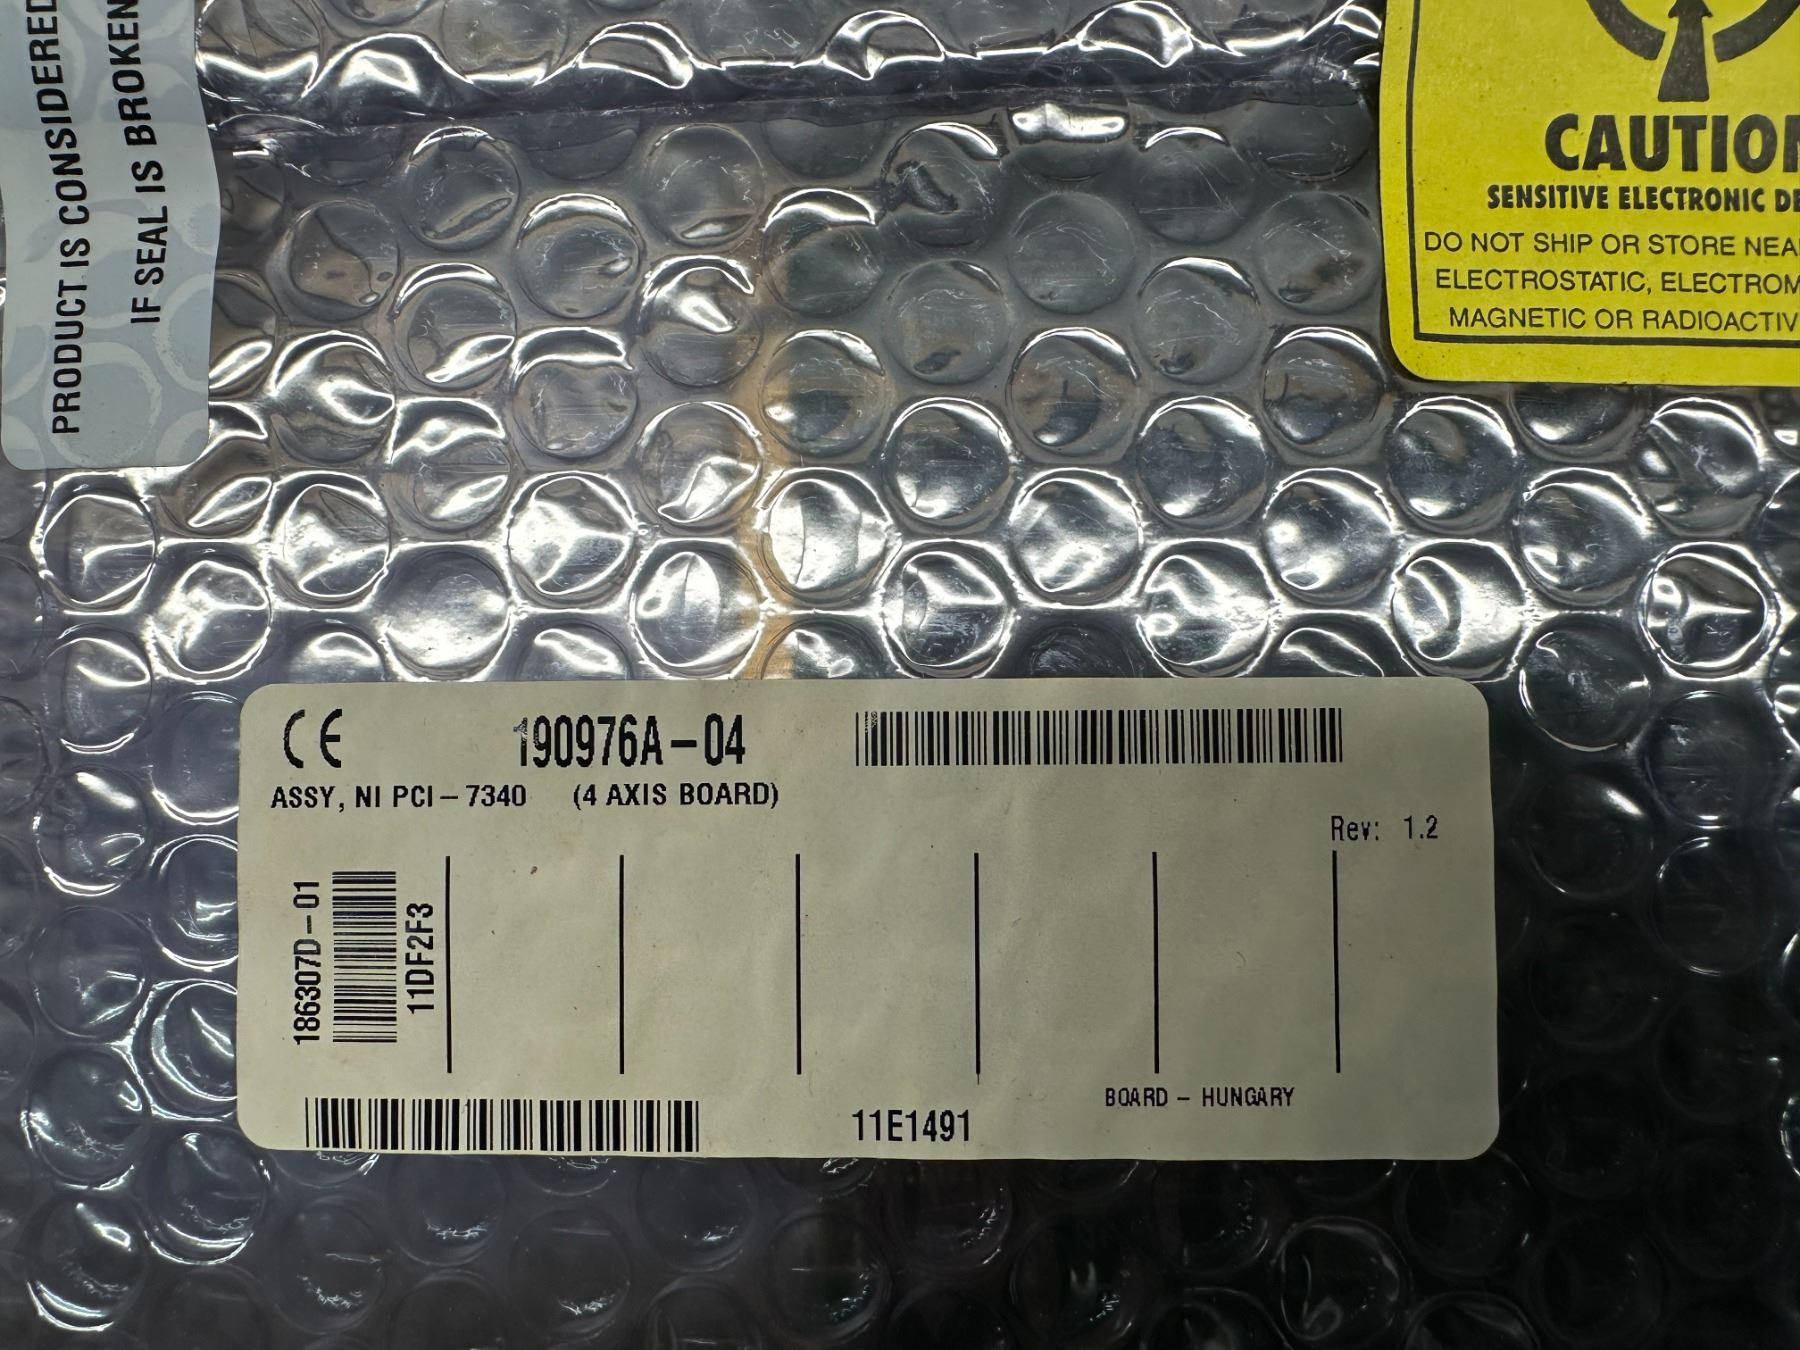 PRODUCT IS CONSIDERED
IF SEAL IS BROKEN
CAUTION
SENSITIVE ELECTRONIC DE
DO NOT SHIP OR STORE NEA
ELECTROSTATIC, ELECTROM
MAGNETIC OR RADIOACTIV
CE 190976A-04
ASSY, NI PCI-7340 (4 AXIS BOARD)
Rev: 1.2
186307D-01
11DF2F3
BOARD - HUNGARY
11E1491